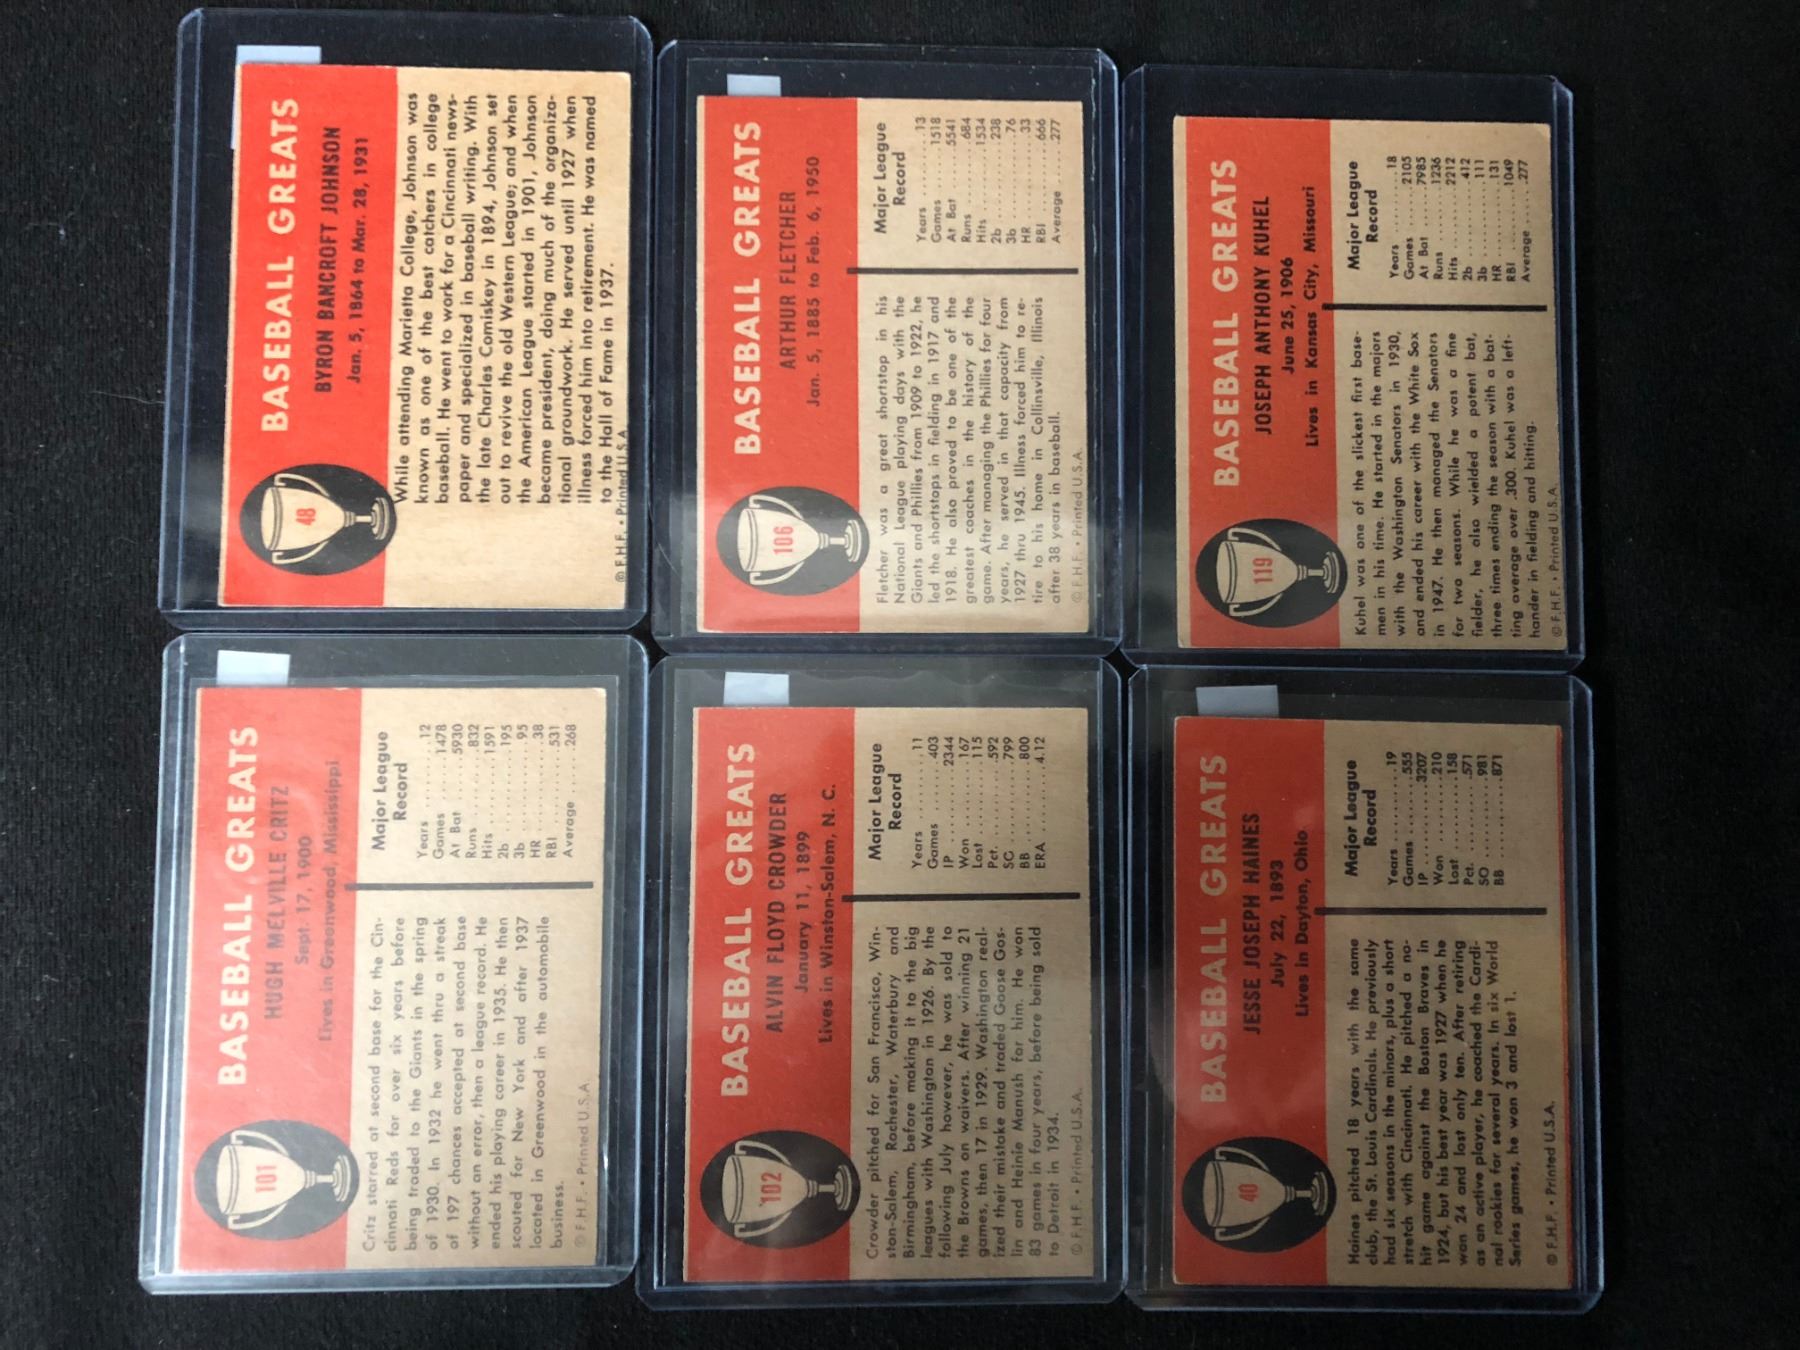 BASEBALL GREATS
48
BYRON BANCROFT JOHNSON
Jan. 5, 1864 to Mar. 28, 1931
While attending Marietta College, Johnson was
known as one of the best catchers in college
baseball. He went to work for a Cincinnati news-
paper and specialized in baseball writing. With
the late Charles Comiskey in 1894, Johnson set
out to revive the old Western League; and when
the American League started in 1901, Johnson
became president, doing much of the organiza-
tional groundwork. He served until 1927 when
illness forced him into retirement. He was named
to the Hall of Fame in 1937.
© F.H.F. • Printed U.S.A.
BASEBALL GREATS
106
ARTHUR FLETCHER
Jan. 5, 1885 to Feb. 6, 1950
Fletcher was a great shortstop in his
National League playing days with the
Giants and Phillies from 1909 to 1922, he
led the shortstops in fielding in 1917 and
1918. He also proved to be one of the
greatest coaches in the history of the
game. After managing the Phillies for four
years, he served in that capacity from
1927 thru 1945. Illness forced him to re-
tire to his home in Collinsville, Illinois
after 38 years in baseball.
© F.H.F. • Printed U.S.A.
Major League
Record
Years 13
Games 1518
At Bat 5541
Runs 684
Hits 1534
2b 238
3b 76
HR 33
RBI 666
Average .277
BASEBALL GREATS
119
JOSEPH ANTHONY KUHEL
June 25, 1906
Lives in Kansas City, Missouri
Kuhel was one of the slickest first base-
men in his time. He started in the majors
with the Washington Senators in 1930,
and ended his career with the White Sox
in 1947. He then managed the Senators
for two seasons. While he was a fine
fielder, he also wielded a potent bat,
three times ending the season with a bat-
ting average over .300. Kuhel was a left-
hander in fielding and hitting.
© F.H.F. • Printed U.S.A.
Major League
Record
Years 18
Games 2105
At Bat 7985
Runs 1236
Hits 2212
2b 412
3b 111
HR 131
RBI 1049
Average .277
BASEBALL GREATS
101
HUGH MELVILLE CRITZ
Sept. 17, 1900
Lives in Greenwood, Mississippi
Critz starred at second base for the Cin-
cinnati Reds for over six years before
being traded to the Giants in the spring
of 1930. In 1932 he went thru a streak
of 197 chances accepted at second base
without an error, then a league record. He
ended his playing career in 1935. He then
scouted for New York and after 1937
located in Greenwood in the automobile
business.
© F.H.F. • Printed U.S.A.
Major League
Record
Years 12
Games 1478
At Bat 5930
Runs 832
Hits 1591
2b 195
3b 95
HR 38
RBI 531
Average .268
BASEBALL GREATS
102
ALVIN FLOYD CROWDER
January 11, 1899
Lives in Winston-Salem, N. C.
Crowder pitched for San Francisco, Win-
ston-Salem, Rochester, Waterbury and
Birmingham, before making it to the big
leagues with Washington in 1926. By the
following July however, he was sold to
the Browns on waivers. After winning 21
games, then 17 in 1929. Washington real-
ized their mistake and traded Goose Gos-
lin and Heinie Manush for him. He won
83 games in four years, before being sold
to Detroit in 1934.
© F.H.F. • Printed U.S.A.
Major League
Record
Years 11
Games 403
IP 2344
Won 167
Lost 115
Pct. .592
SO 799
BB 800
ERA 4.12
BASEBALL GREATS
40
JESSE JOSEPH HAINES
July 22, 1893
Lives in Dayton, Ohio
Haines pitched 18 years with the same
club, the St. Louis Cardinals. He previously
had six seasons in the minors, plus a short
stretch with Cincinnati. He pitched a no-
hit game against the Boston Braves in
1924, but his best year was 1927 when he
won 24 and lost only ten. After retiring
as an active player, he coached the Cardi-
nal rookies for several years. In six World
Series games, he won 3 and lost 1.
© F.H.F. • Printed U.S.A.
Major League
Record
Years 19
Games 555
IP 3207
Won 210
Lost 158
Pct. .571
SO 981
BB 871